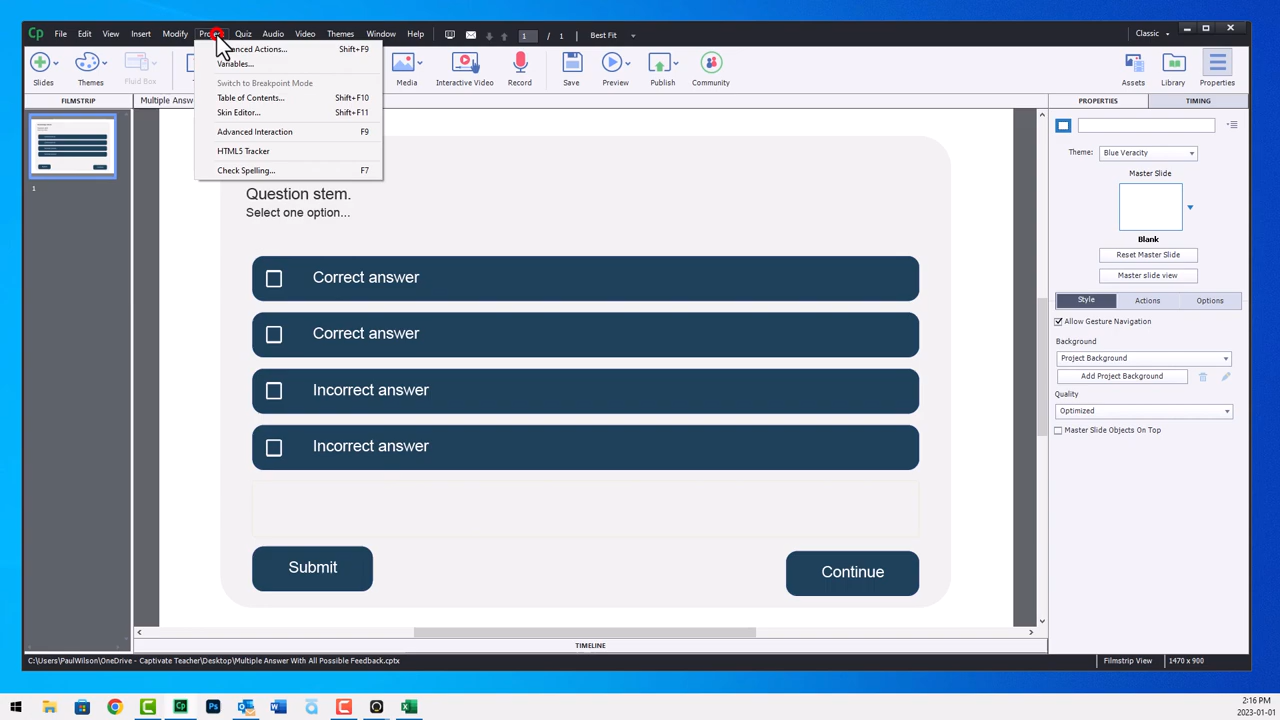 Cp File Edit View Insert Modify Quiz Audio Video Themes Window Help 1 / 1 Best Fit Classic
Slides Themes Fluid Box Media Interactive Video Record Save Preview Publish Community Assets Library Properties
Actions... Shift+F9
Variables...
Switch to Breakpoint Mode
Table of Contents... Shift+F10
Skin Editor... Shift+F11
Advanced Interaction F9
HTML5 Tracker
Check Spelling... F7
FILMSTRIP
1
Question stem.
Select one option...
Correct answer
Correct answer
Incorrect answer
Incorrect answer
Submit
Continue
PROPERTIES TIMING
Theme: Blue Veracity
Master Slide
Blank
Reset Master Slide
Master slide view
Style Actions Options
Allow Gesture Navigation
Background
Project Background
Add Project Background
Quality
Optimized
Master Slide Objects On Top
TIMELINE
C:\Users\PaulWilson\OneDrive - Captivate Teacher\Desktop\Multiple Answer With All Possible Feedback.cptx
Filmstrip View 1470 x 900
2:16 PM
2023-01-01